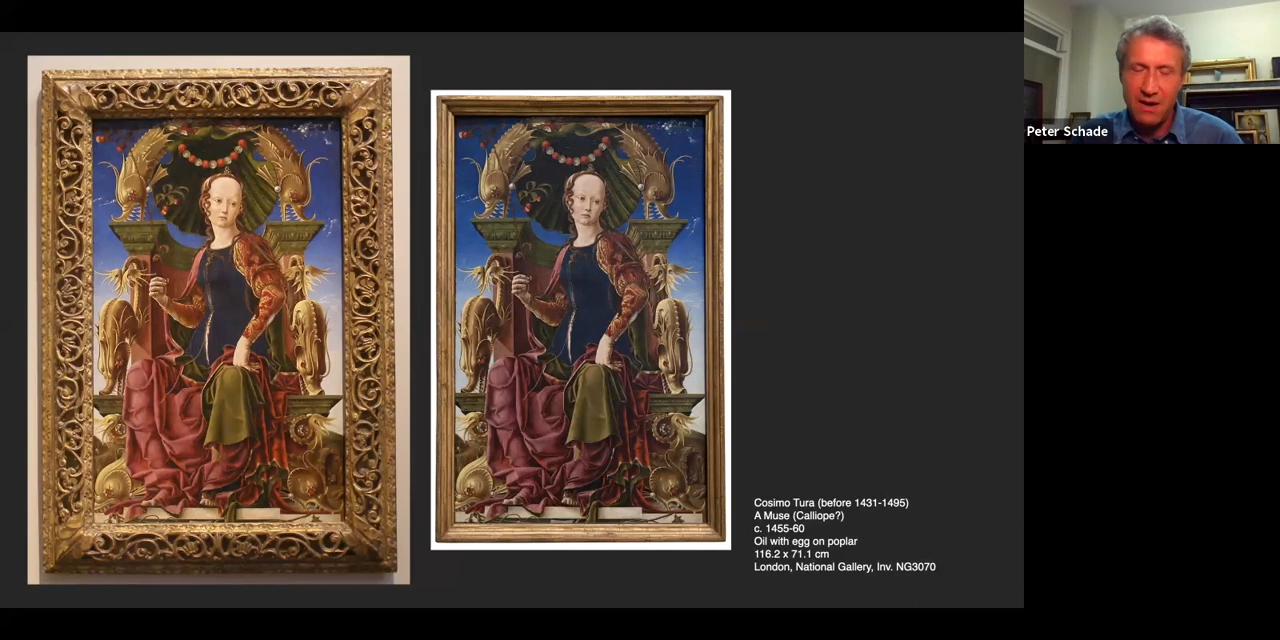 Peter Schade
Cosimo Tura (before 1431-1495)
A Muse (Calliope?)
c. 1455-60
Oil with egg on poplar
116.2 x 71.1 cm
London, National Gallery, Inv. NG3070